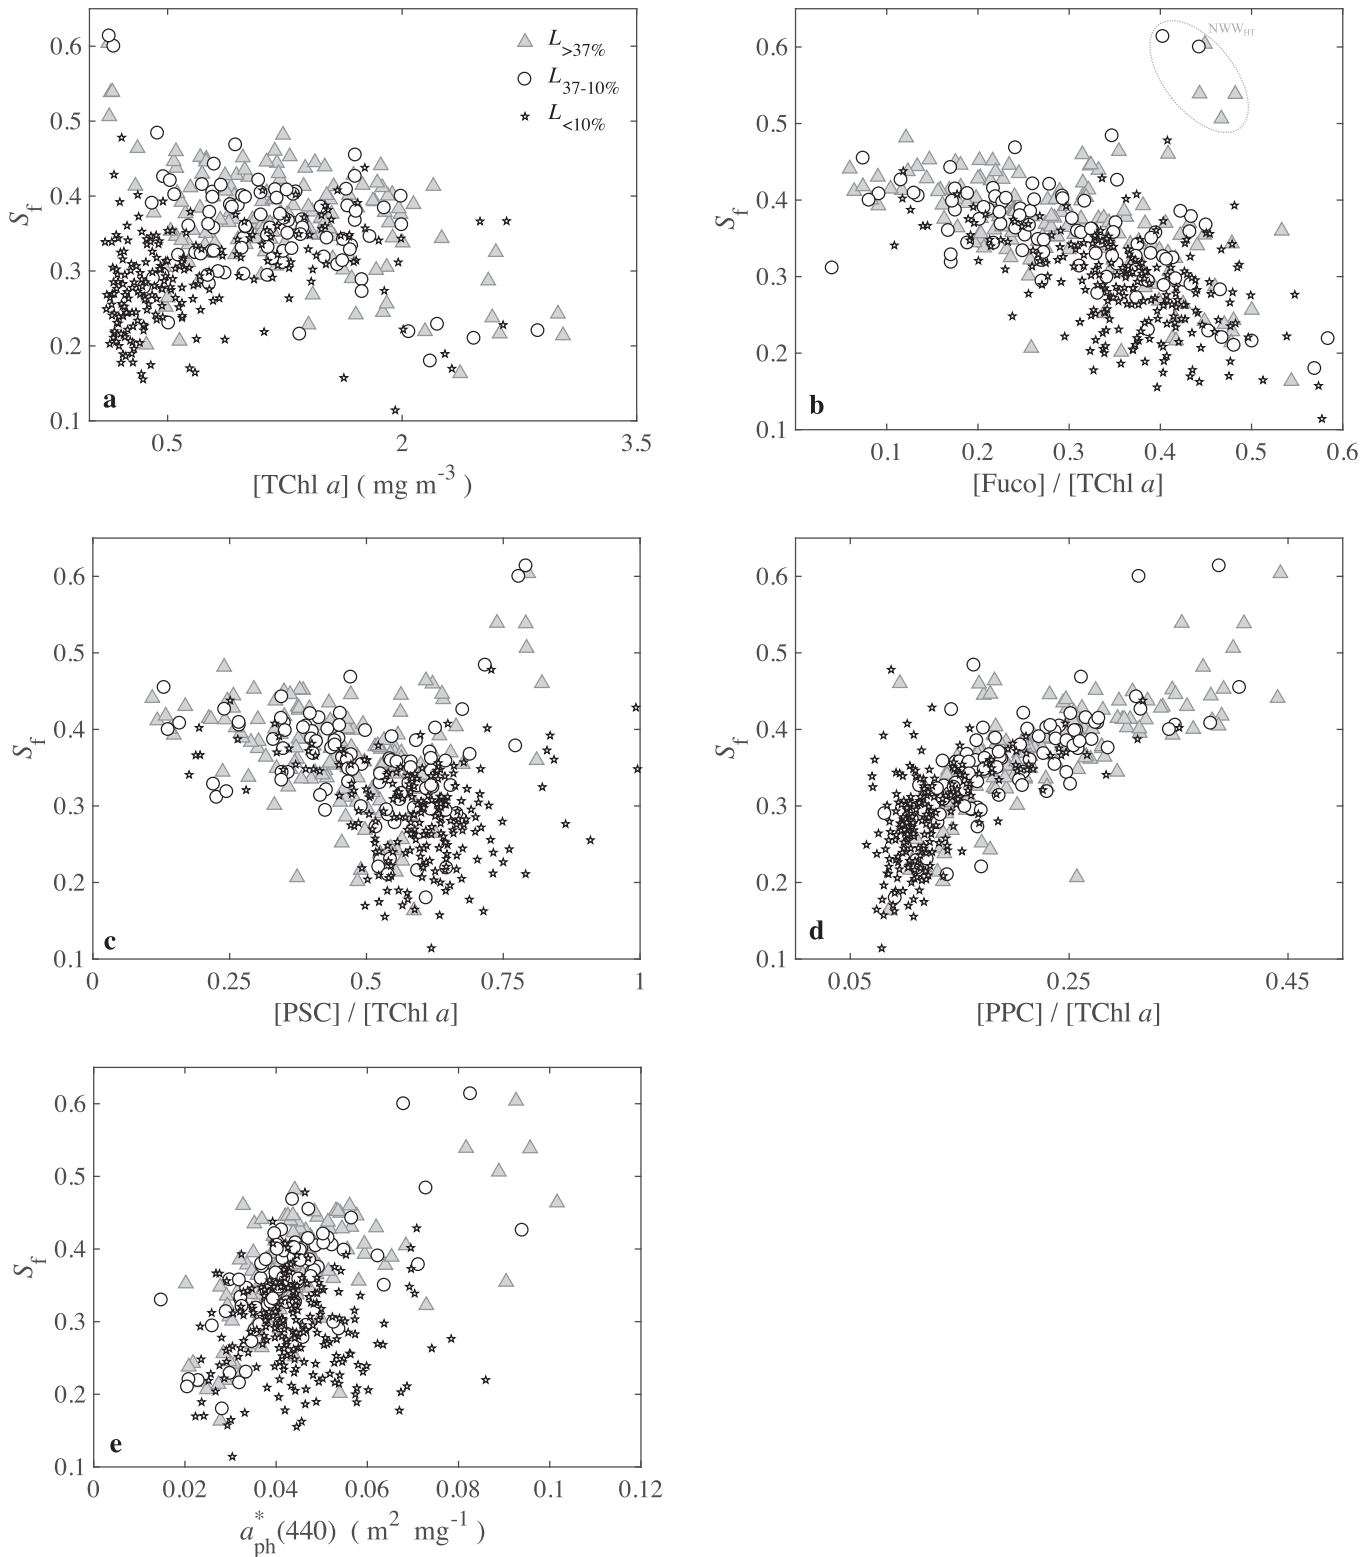 0.6
0.5
0.4
0.3
0.2
0.1
S_f
L_>37%
L_37-10%
L_<10%
a
0.5 2 3.5
[TChl a] ( mg m^-3 )
0.6
0.5
0.4
0.3
0.2
0.1
S_f
NWW_HT
b
0.1 0.2 0.3 0.4 0.5 0.6
[Fuco] / [TChl a]
0.6
0.5
0.4
0.3
0.2
0.1
S_f
c
0 0.25 0.5 0.75 1
[PSC] / [TChl a]
0.6
0.5
0.4
0.3
0.2
0.1
S_f
d
0.05 0.25 0.45
[PPC] / [TChl a]
0.6
0.5
0.4
0.3
0.2
0.1
S_f
e
0 0.02 0.04 0.06 0.08 0.1 0.12
a*_ph(440) ( m^2 mg^-1 )